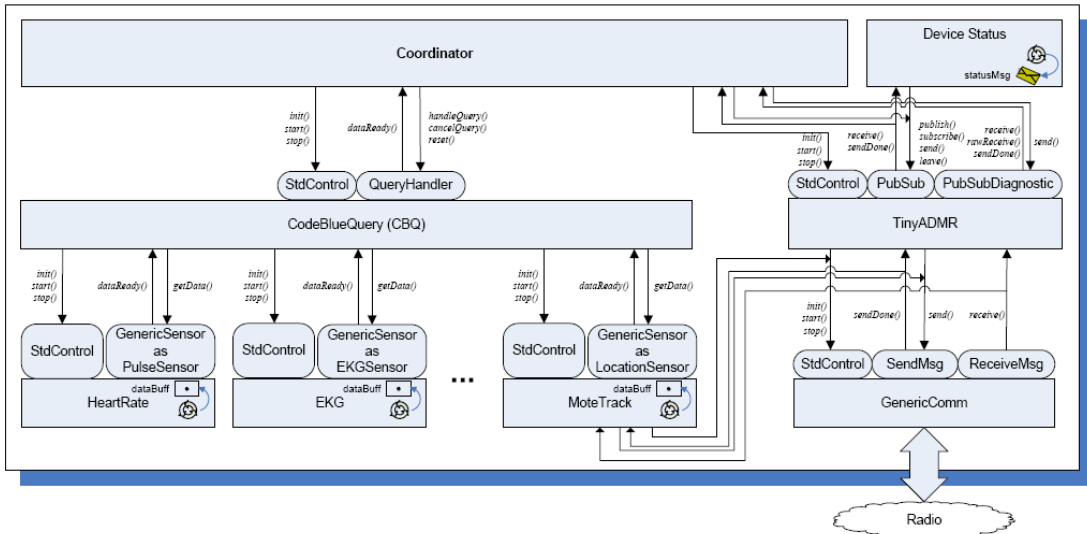 Coordinator
Device Status
statusMsg
init()
start()
stop()
dataReady()
handleQuery()
cancelQuery()
reset()
init()
start()
stop()
receive()
sendDone()
publish()
subscribe()
send()
leave()
receive()
rawReceive()
sendDone()
send()
StdControl
QueryHandler
StdControl
PubSub
PubSubDiagnostic
CodeBlueQuery (CBQ)
TinyADMR
init()
start()
stop()
dataReady()
getData()
init()
start()
stop()
dataReady()
getData()
init()
start()
stop()
dataReady()
getData()
init()
start()
stop()
sendDone()
send()
receive()
StdControl
GenericSensor
as
PulseSensor
StdControl
GenericSensor
as
EKGSensor
...
StdControl
GenericSensor
as
LocationSensor
StdControl
SendMsg
ReceiveMsg
dataBuff
HeartRate
dataBuff
EKG
dataBuff
MoteTrack
GenericComm
Radio